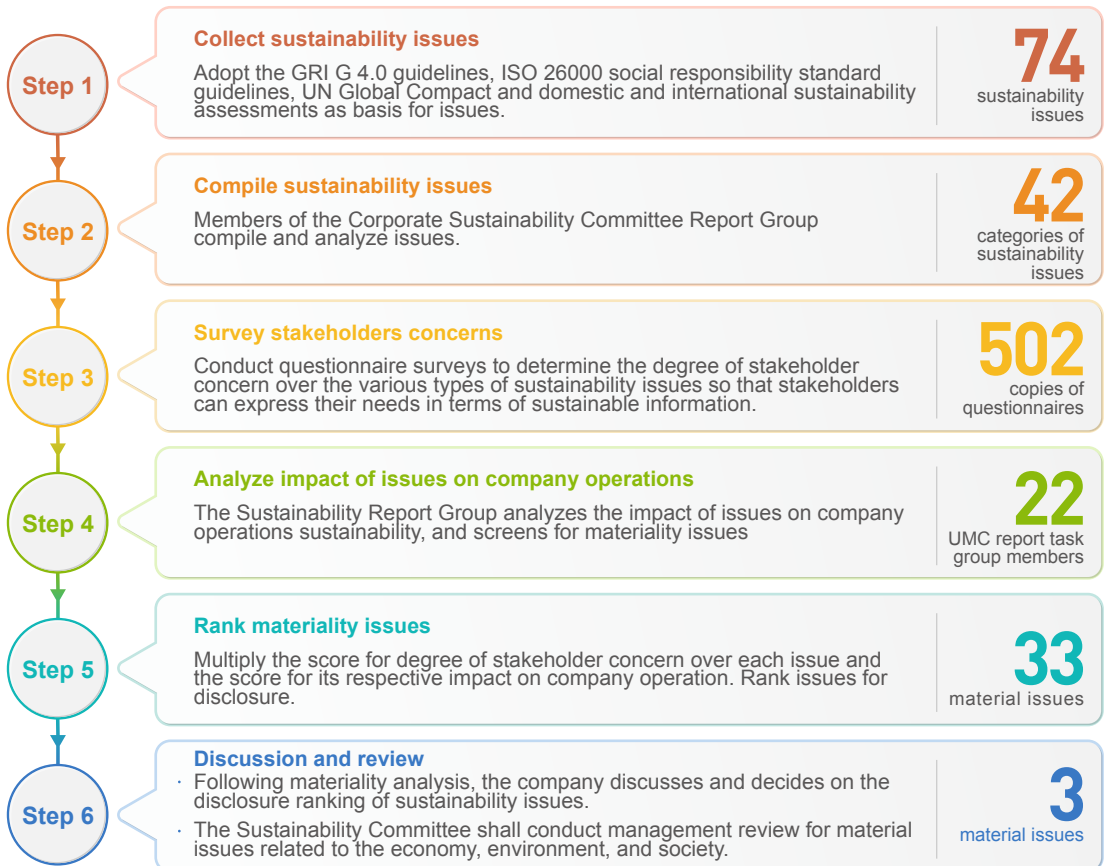 Step 1
Collect sustainability issues
Adopt the GRI G 4.0 guidelines, ISO 26000 social responsibility standard
guidelines, UN Global Compact and domestic and international sustainability
assessments as basis for issues.
74
sustainability
issues
Step 2
Compile sustainability issues
Members of the Corporate Sustainability Committee Report Group
compile and analyze issues.
42
categories of
sustainability
issues
Step 3
Survey stakeholders concerns
Conduct questionnaire surveys to determine the degree of stakeholder
concern over the various types of sustainability issues so that stakeholders
can express their needs in terms of sustainable information.
502
copies of
questionnaires
Step 4
Analyze impact of issues on company operations
The Sustainability Report Group analyzes the impact of issues on company
operations sustainability, and screens for materiality issues
22
UMC report task
group members
Step 5
Rank materiality issues
Multiply the score for degree of stakeholder concern over each issue and
the score for its respective impact on company operation. Rank issues for
disclosure.
33
material issues
Step 6
Discussion and review
· Following materiality analysis, the company discusses and decides on the
disclosure ranking of sustainability issues.
· The Sustainability Committee shall conduct management review for material
issues related to the economy, environment, and society.
3
material issues